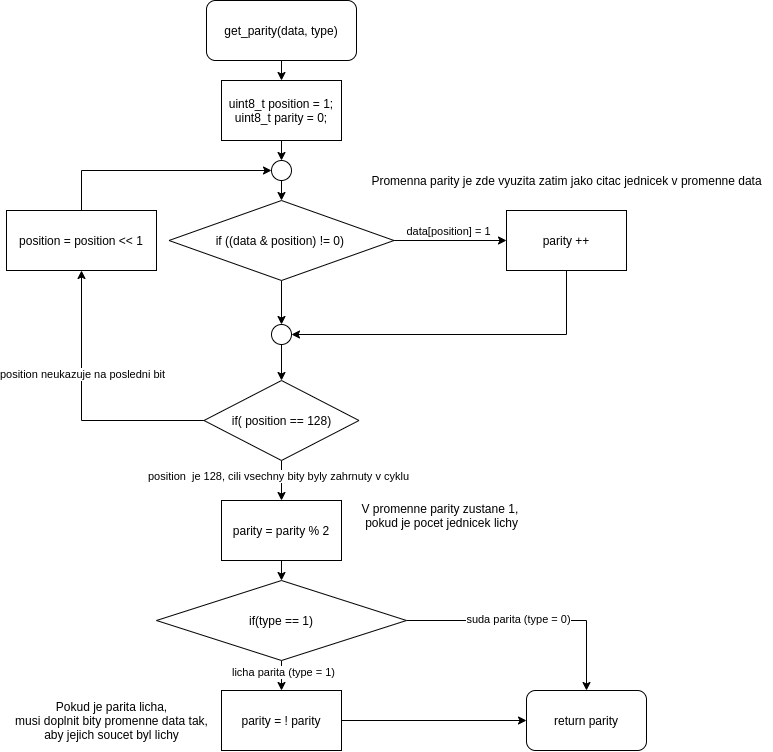 get_parity(data, type)
uint8_t position = 1;
uint8_t parity = 0;
Promenna parity je zde vyuzita zatim jako citac jednicek v promenne data
position = position << 1
if ((data & position) != 0)
data[position] = 1
parity ++
position neukazuje na posledni bit
if( position == 128)
position  je 128, cili vsechny bity byly zahrnuty v cyklu
parity = parity % 2
V promenne parity zustane 1,
pokud je pocet jednicek lichy
if(type == 1)
suda parita (type = 0)
licha parita (type = 1)
Pokud je parita licha,
musi doplnit bity promenne data tak,
aby jejich soucet byl lichy
parity = ! parity
return parity